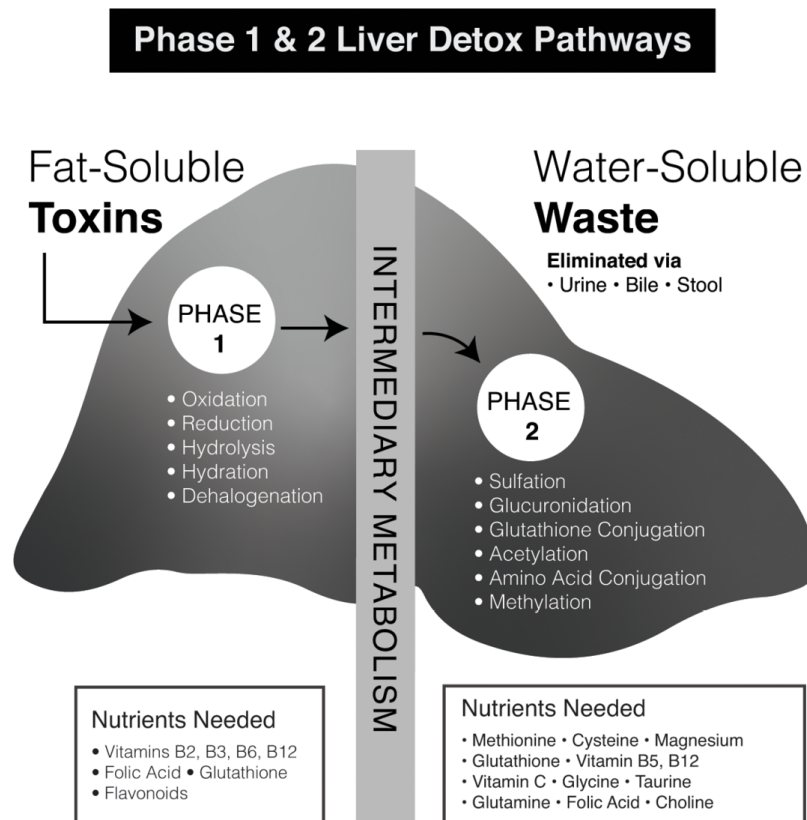 Phase 1 & 2 Liver Detox Pathways
Fat-Soluble
Toxins
Water-Soluble
Waste
Eliminated via
• Urine • Bile • Stool
PHASE
1
• Oxidation
• Reduction
• Hydrolysis
• Hydration
• Dehalogenation
INTERMEDIARY METABOLISM
PHASE
2
• Sulfation
• Glucuronidation
• Glutathione Conjugation
• Acetylation
• Amino Acid Conjugation
• Methylation
Nutrients Needed
• Vitamins B2, B3, B6, B12
• Folic Acid • Glutathione
• Flavonoids
Nutrients Needed
• Methionine • Cysteine • Magnesium
• Glutathione • Vitamin B5, B12
• Vitamin C • Glycine • Taurine
• Glutamine • Folic Acid • Choline